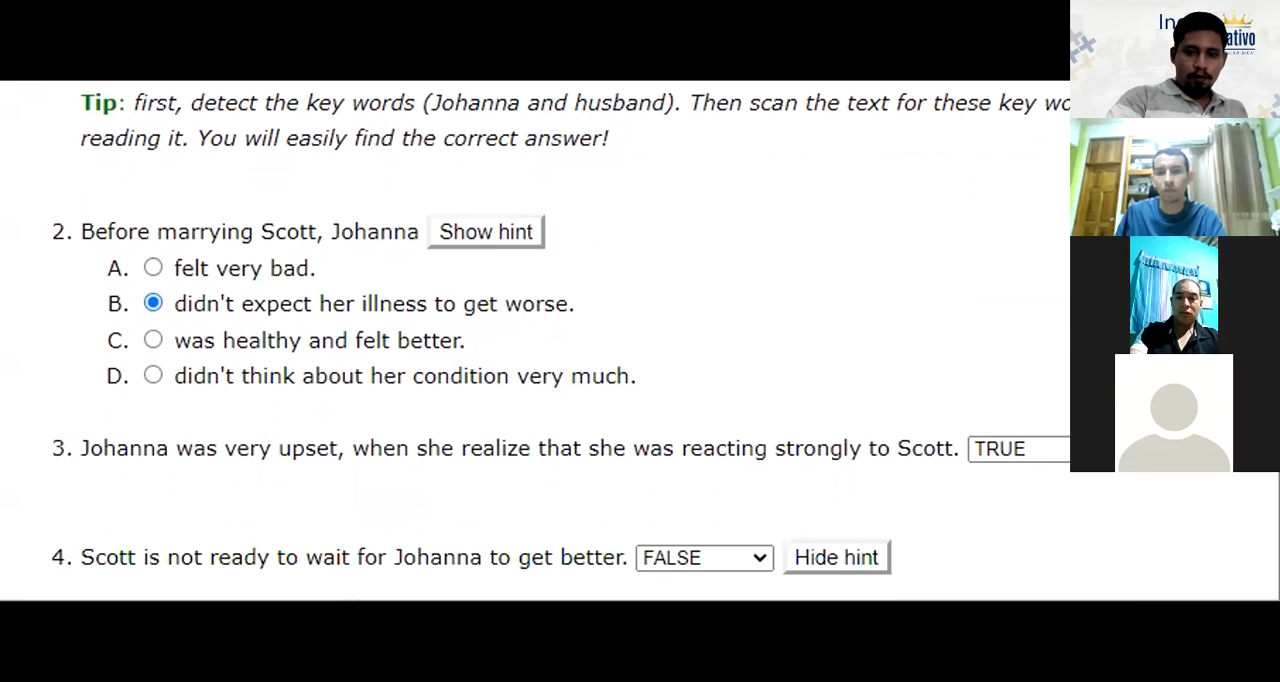 Tip: first, detect the key words (Johanna and husband). Then scan the text for these key
reading it. You will easily find the correct answer!
2. Before marrying Scott, Johanna Show hint
A. felt very bad.
B. didn't expect her illness to get worse.
C. was healthy and felt better.
D. didn't think about her condition very much.
3. Johanna was very upset, when she realize that she was reacting strongly to Scott. TRUE
4. Scott is not ready to wait for Johanna to get better. FALSE Hide hint